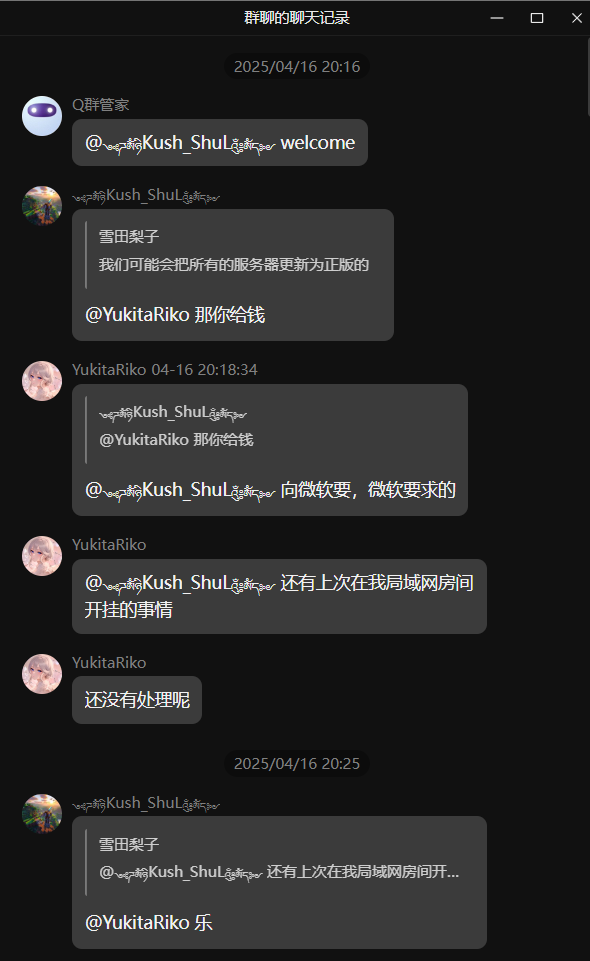 群聊的聊天记录
2025/04/16 20:16
Q群管家
@Kush_ShuL welcome
Kush_ShuL
雪田梨子
我们可能会把所有的服务器更新为正版的
@YukitaRiko 那你给钱
YukitaRiko 04-16 20:18:34
Kush_ShuL
@YukitaRiko 那你给钱
@Kush_ShuL 向微软要，微软要求的
YukitaRiko
@Kush_ShuL 还有上次在我局域网房间
开挂的事情
YukitaRiko
还没有处理呢
2025/04/16 20:25
Kush_ShuL
雪田梨子
@Kush_ShuL 还有上次在我局域网房间开...
@YukitaRiko 乐